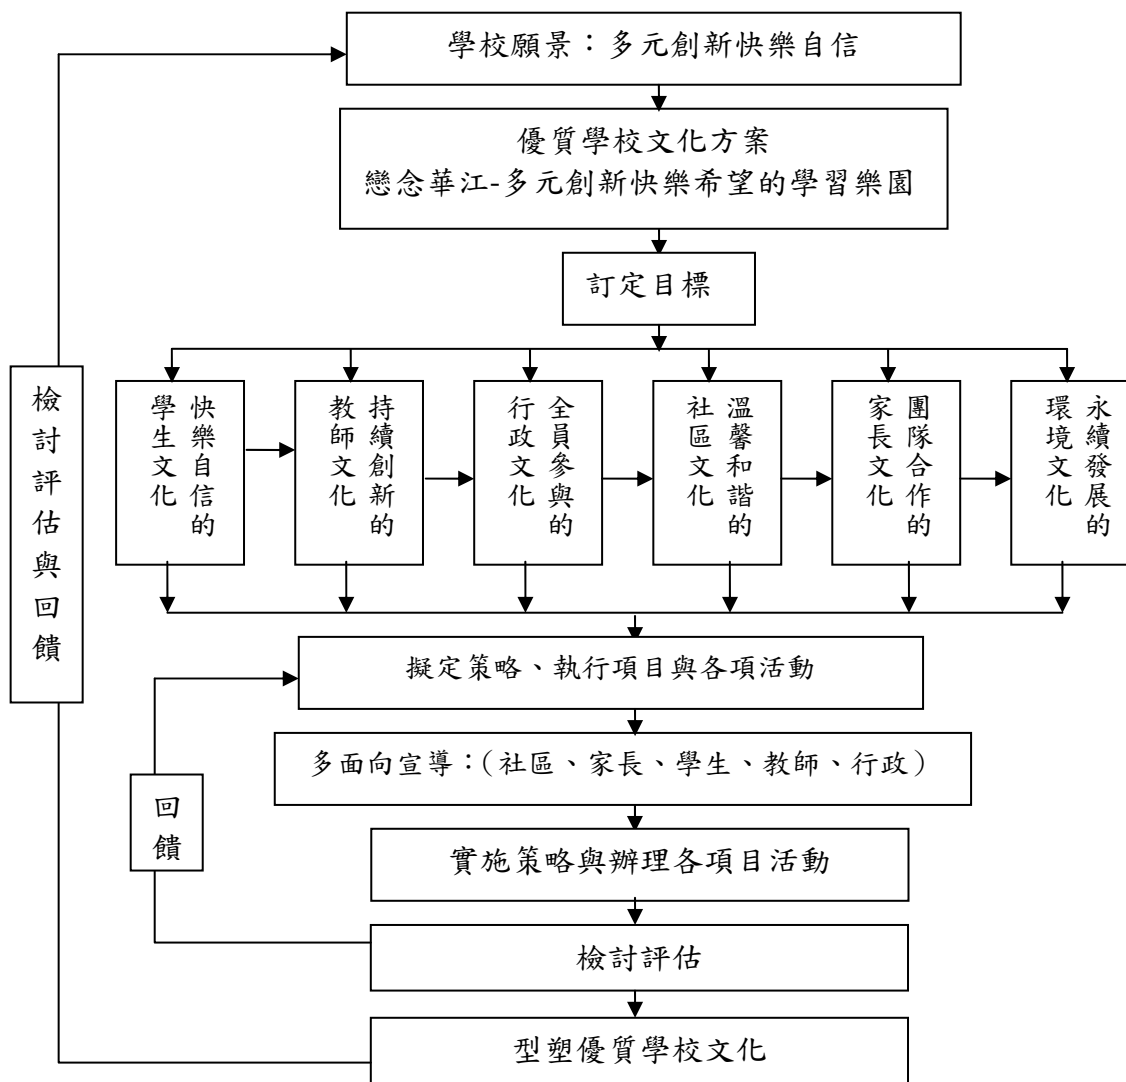 學校願景：多元創新快樂自信
優質學校文化方案
戀念華江-多元創新快樂希望的學習樂園
訂定目標
快樂自信的
學生文化
持續創新的
教師文化
全員參與的
行政文化
溫馨和諧的
社區文化
團隊合作的
家長文化
永續發展的
環境文化
檢討評估與回饋
擬定策略、執行項目與各項活動
多面向宣導：(社區、家長、學生、教師、行政)
回饋
實施策略與辦理各項目活動
檢討評估
型塑優質學校文化